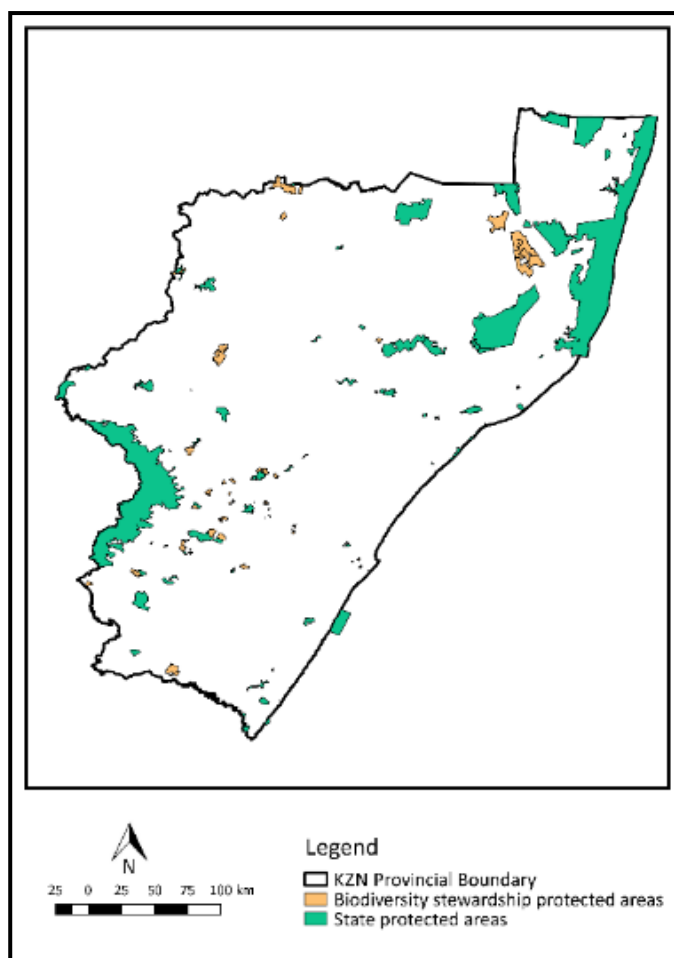 N
25 0 25 50 75 100 km
Legend
KZN Provincial Boundary
Biodiversity stewardship protected areas
State protected areas